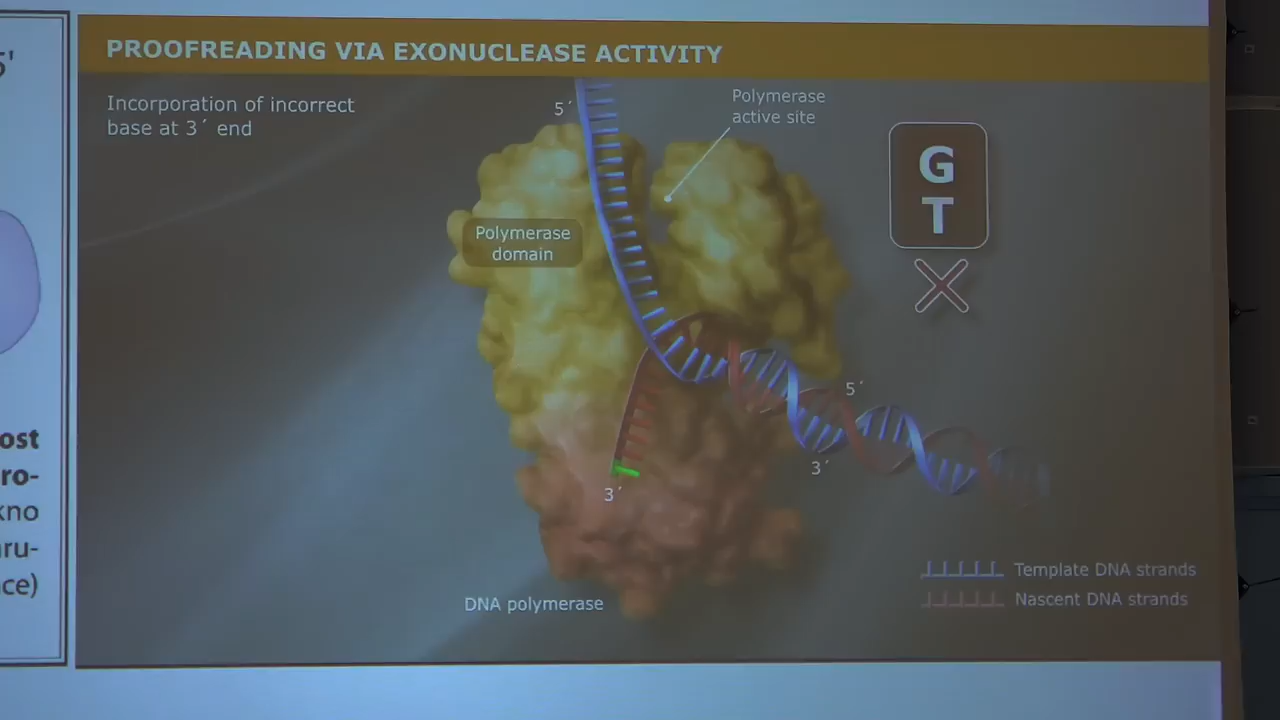 5'
ost
ro-
kno
ru-
ce)
PROOFREADING VIA EXONUCLEASE ACTIVITY
Incorporation of incorrect
base at 3´ end
5´
Polymerase
active site
G
T
Polymerase
domain
5´
3´
3´
DNA polymerase
Template DNA strands
Nascent DNA strands